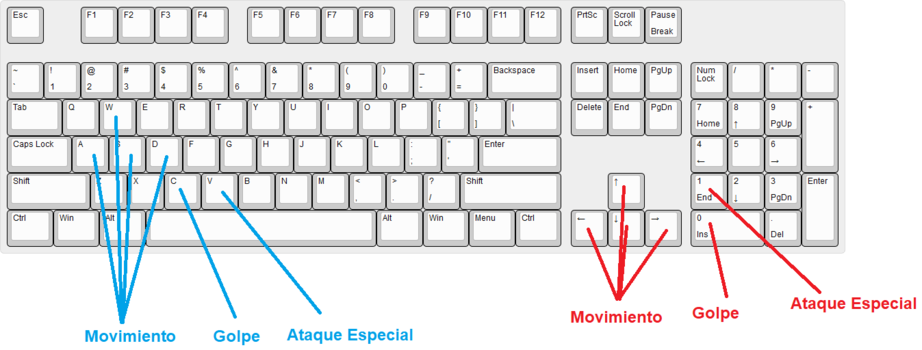 Esc F1 F2 F3 F4 F5 F6 F7 F8 F9 F10 F11 F12 PrtSc Scroll Lock Pause Break
~ ` ! 1 @ 2 # 3 $ 4 % 5 ^ 6 & 7 * 8 ( 9 ) 0 _ - + = Backspace Insert Home PgUp Num Lock / * -
Tab Q W E R T Y U I O P { [ } ] | \ Delete End PgDn 7 Home 8 ↑ 9 PgUp +
Caps Lock A S D F G H J K L : ; " ' Enter 4 ← 5 6 →
Shift X C V B N M < , > . ? / Shift ↑ 1 End 2 ↓ 3 PgDn Enter
Ctrl Win Alt Alt Win Menu Ctrl ← ↓ → 0 Ins . Del
Movimiento Golpe Ataque Especial
Movimiento Golpe Ataque Especial